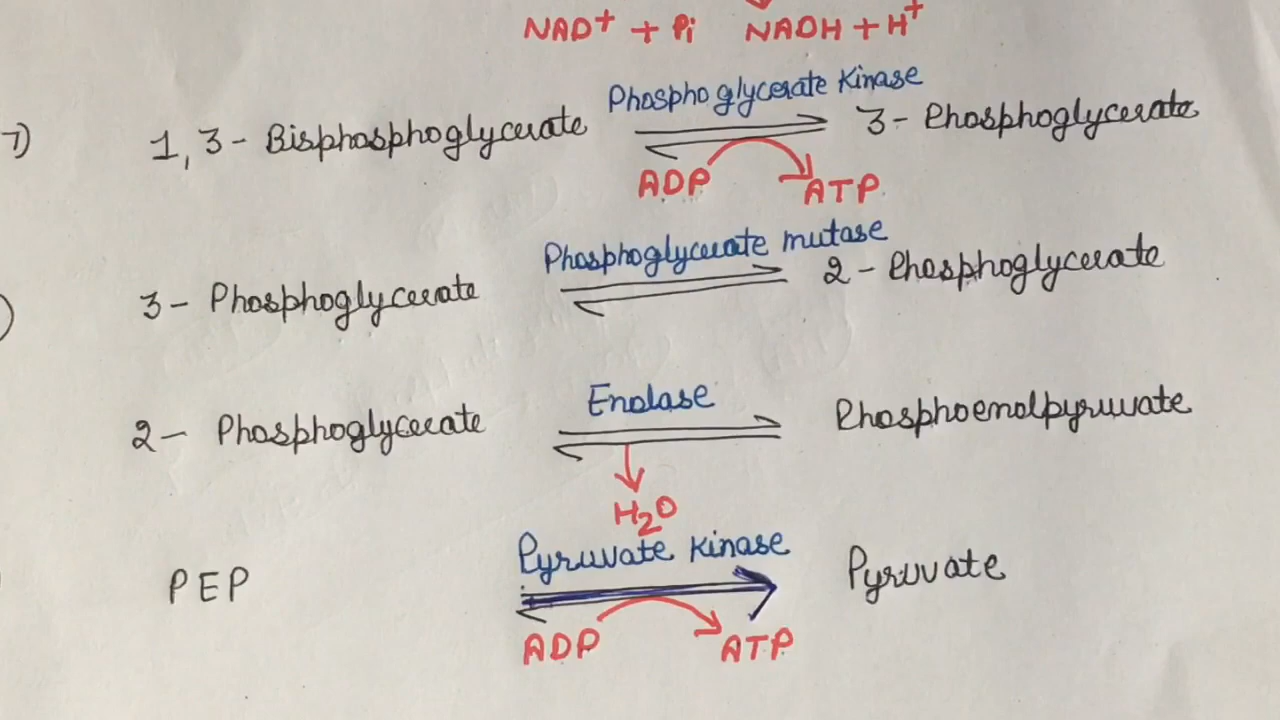 NAD+ + Pi NADH + H+
Phosphoglycerate Kinase
7) 1,3- Bisphosphoglycerate 3- Phosphoglycerate
ADP ATP
Phosphoglycerate mutase
) 3- Phosphoglycerate 2- Phosphoglycerate
Enolase
2- Phosphoglycerate Phosphoenolpyruvate
H2O
Pyruvate kinase
PEP Pyruvate
ADP ATP